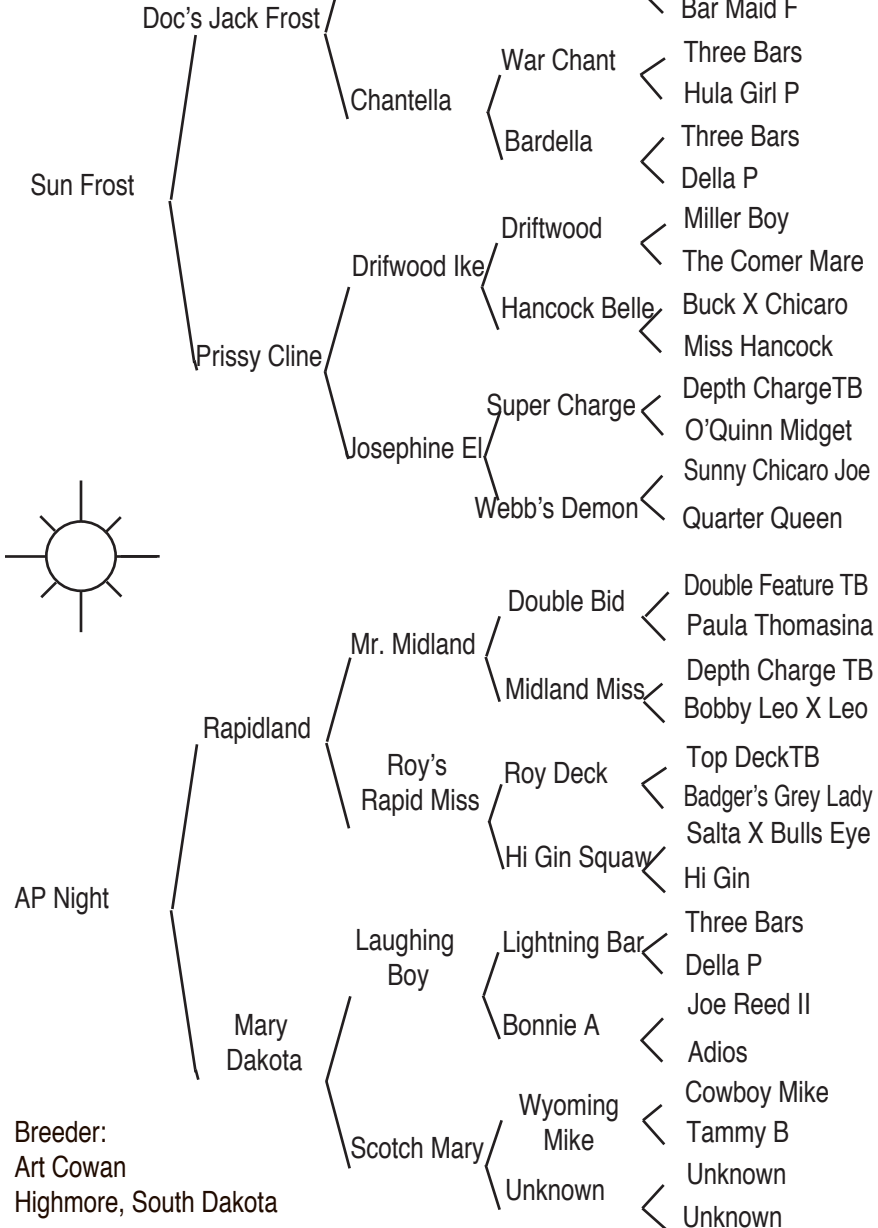 Bar Maid F
Doc's Jack Frost
War Chant
Three Bars
Hula Girl P
Chantella
Bardella
Three Bars
Della P
Sun Frost
Driftwood
Miller Boy
The Comer Mare
Drifwood Ike
Hancock Belle
Buck X Chicaro
Miss Hancock
Prissy Cline
Super Charge
Depth ChargeTB
O'Quinn Midget
Josephine El
Webb's Demon
Sunny Chicaro Joe
Quarter Queen
Double Bid
Double Feature TB
Paula Thomasina
Mr. Midland
Midland Miss
Depth Charge TB
Bobby Leo X Leo
Rapidland
Roy's
Rapid Miss
Roy Deck
Top DeckTB
Badger's Grey Lady
Hi Gin Squaw
Salta X Bulls Eye
Hi Gin
AP Night
Laughing
Boy
Lightning Bar
Three Bars
Della P
Bonnie A
Joe Reed II
Adios
Mary
Dakota
Wyoming
Mike
Cowboy Mike
Tammy B
Scotch Mary
Unknown
Unknown
Unknown
Breeder:
Art Cowan
Highmore, South Dakota